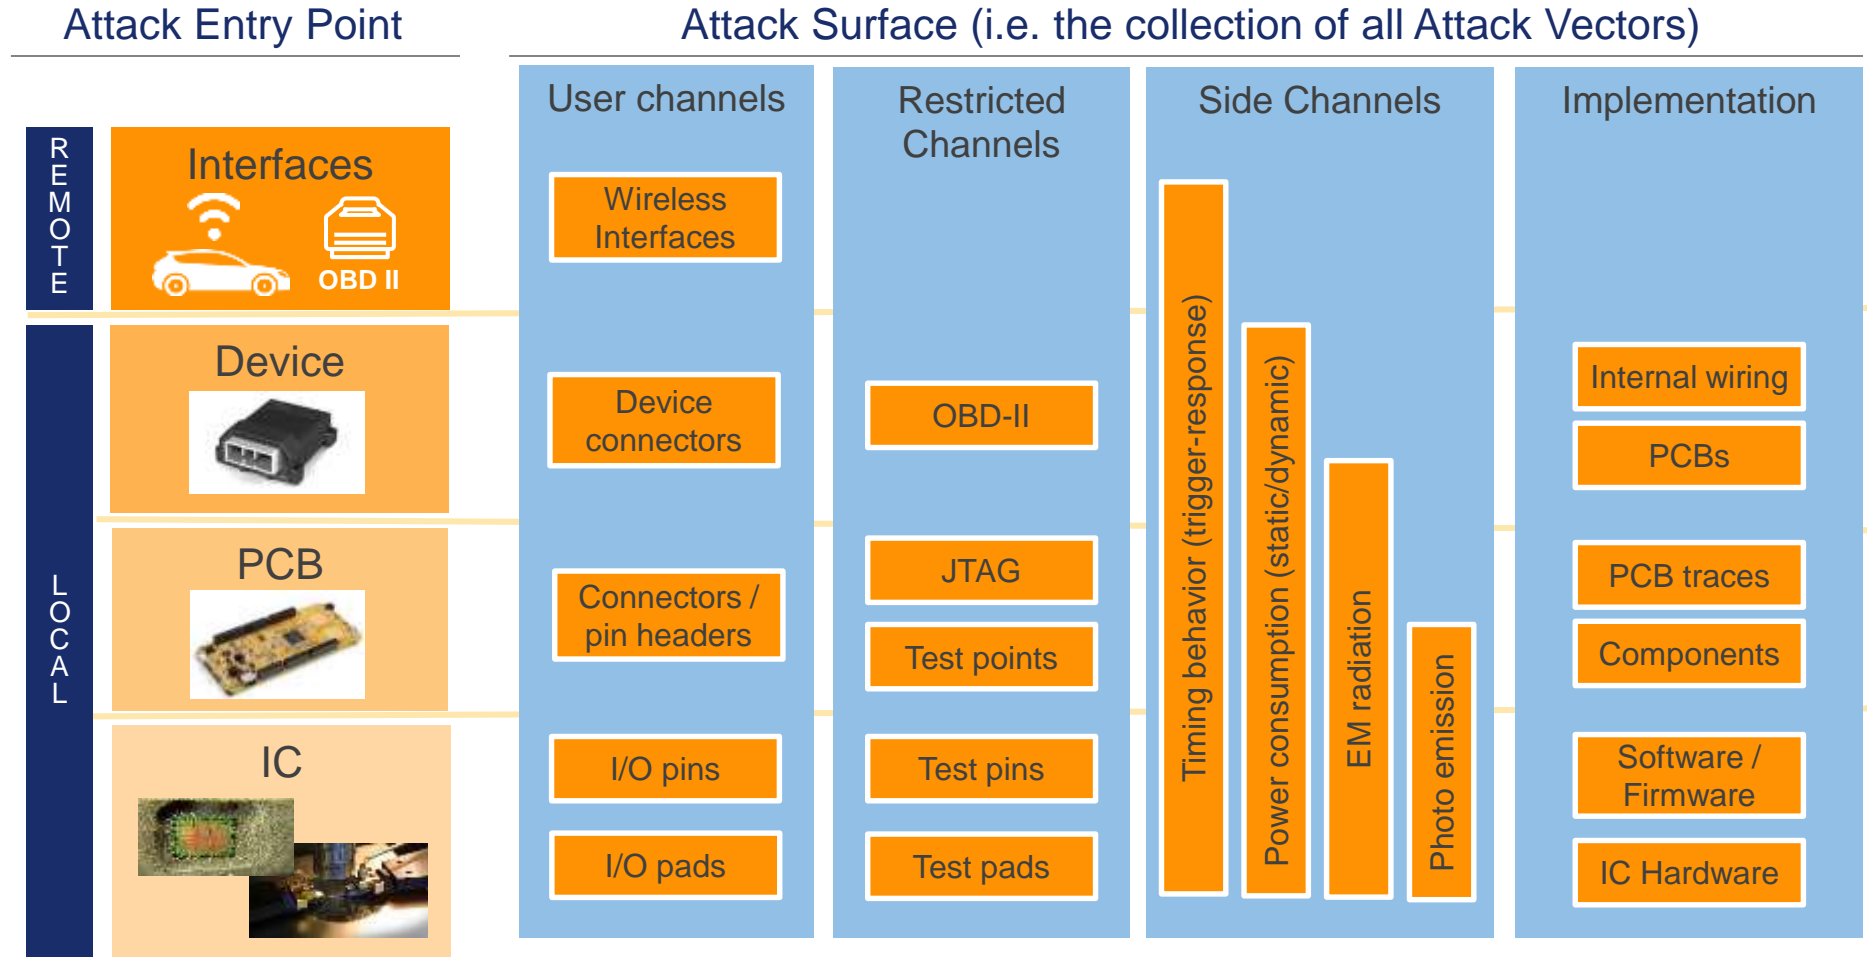 Attack Entry Point
Attack Surface (i.e. the collection of all Attack Vectors)
User channels
Restricted
Channels
Side Channels
Implementation
REMOTE
Interfaces
OBD II
Wireless
Interfaces
LOCAL
Device
Device
connectors
OBD-II
Internal wiring
PCBs
PCB
Connectors /
pin headers
JTAG
Test points
PCB traces
Components
IC
I/O pins
I/O pads
Test pins
Test pads
Timing behavior (trigger-response)
Power consumption (static/dynamic)
EM radiation
Photo emission
Software /
Firmware
IC Hardware